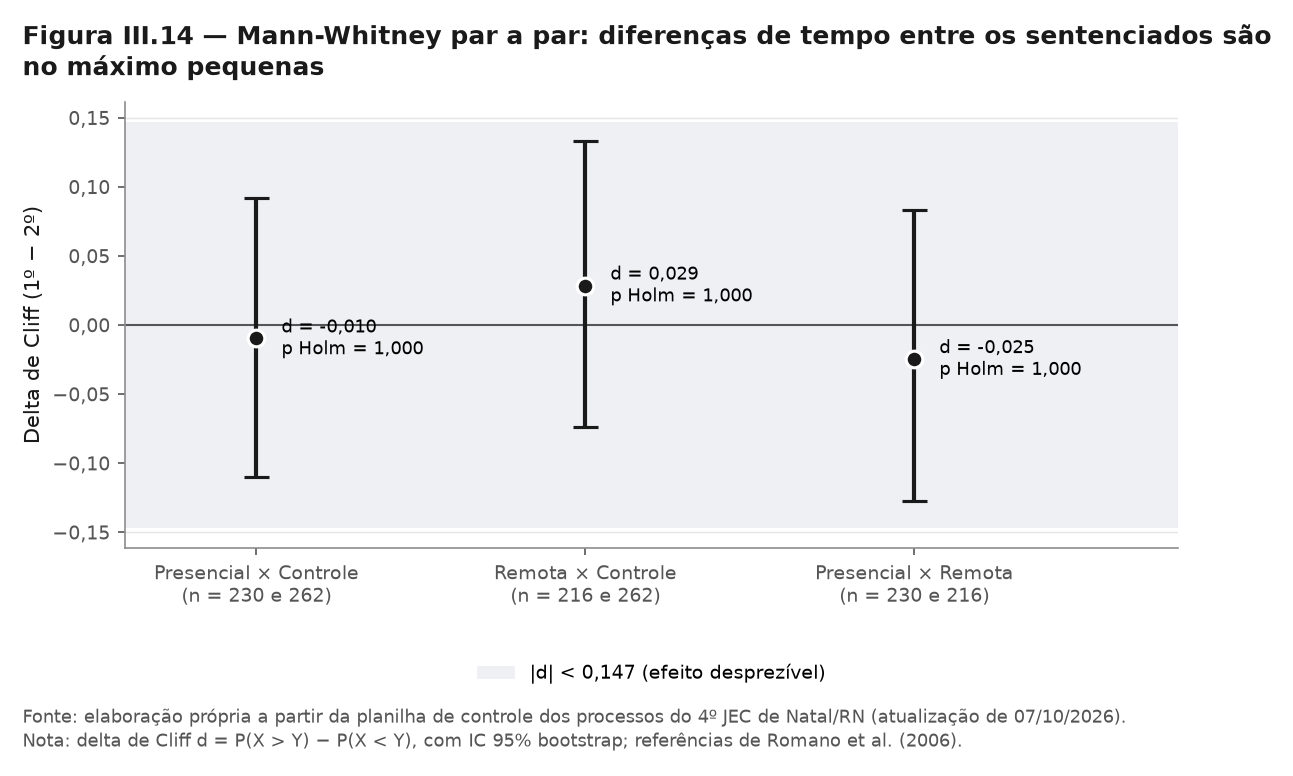 Figura III.14 — Mann-Whitney par a par: diferenças de tempo entre os sentenciados são
no máximo pequenas
Delta de Cliff (1º − 2º)
0,15
0,10
0,05
0,00
−0,05
−0,10
−0,15
d = -0,010
p Holm = 1,000
d = 0,029
p Holm = 1,000
d = -0,025
p Holm = 1,000
Presencial × Controle
(n = 230 e 262)
Remota × Controle
(n = 216 e 262)
Presencial × Remota
(n = 230 e 216)
|d| < 0,147 (efeito desprezível)
Fonte: elaboração própria a partir da planilha de controle dos processos do 4º JEC de Natal/RN (atualização de 07/10/2026).
Nota: delta de Cliff d = P(X > Y) − P(X < Y), com IC 95% bootstrap; referências de Romano et al. (2006).